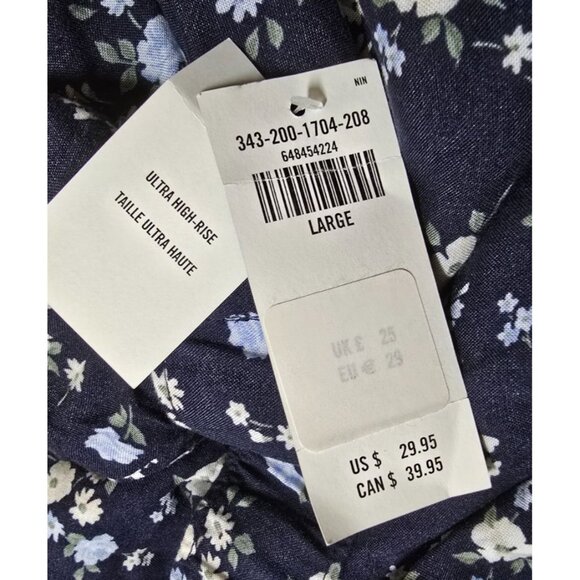 NIN
343-200-1704-208
648454224
LARGE
UK £ 25
EU € 29
US $ 29.95
CAN $ 39.95
ULTRA HIGH-RISE
TAILLE ULTRA HAUTE